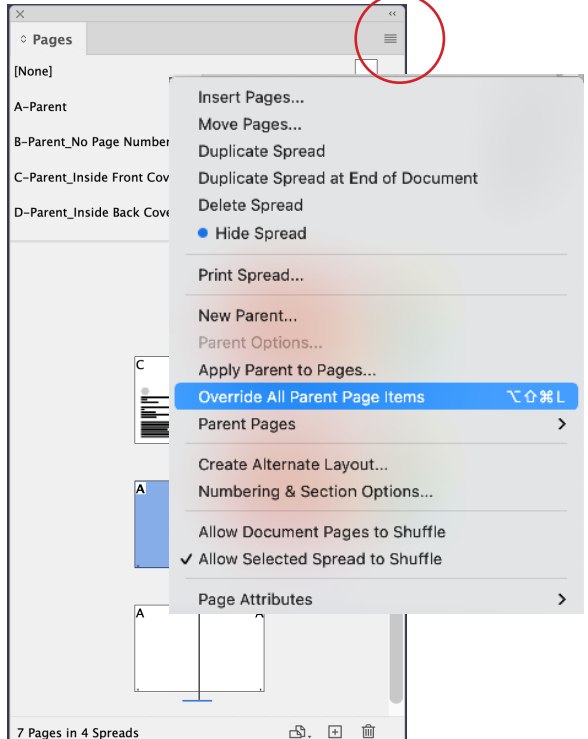 Pages
[None]
A-Parent
B-Parent_No Page Number
C-Parent_Inside Front Cov
D-Parent_Inside Back Cove
Insert Pages...
Move Pages...
Duplicate Spread
Duplicate Spread at End of Document
Delete Spread
Hide Spread
Print Spread...
New Parent...
Parent Options...
Apply Parent to Pages...
Override All Parent Page Items ⌥⇧⌘L
Parent Pages
Create Alternate Layout...
Numbering & Section Options...
Allow Document Pages to Shuffle
✓ Allow Selected Spread to Shuffle
Page Attributes
C
A
A A
7 Pages in 4 Spreads